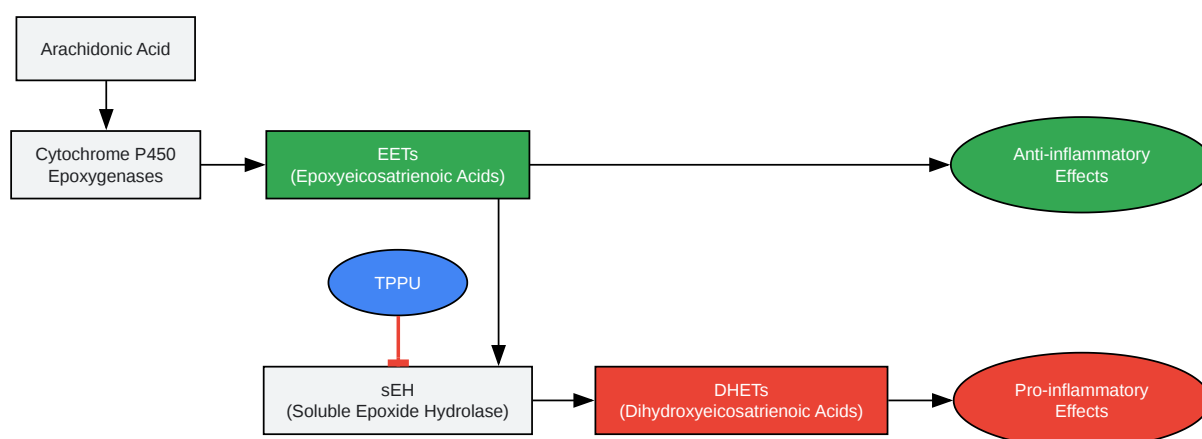 Arachidonic Acid
Cytochrome P450
Epoxygenases
EETs
(Epoxyeicosatrienoic Acids)
Anti-inflammatory
Effects
TPPU
sEH
(Soluble Epoxide Hydrolase)
DHETs
(Dihydroxyeicosatrienoic Acids)
Pro-inflammatory
Effects